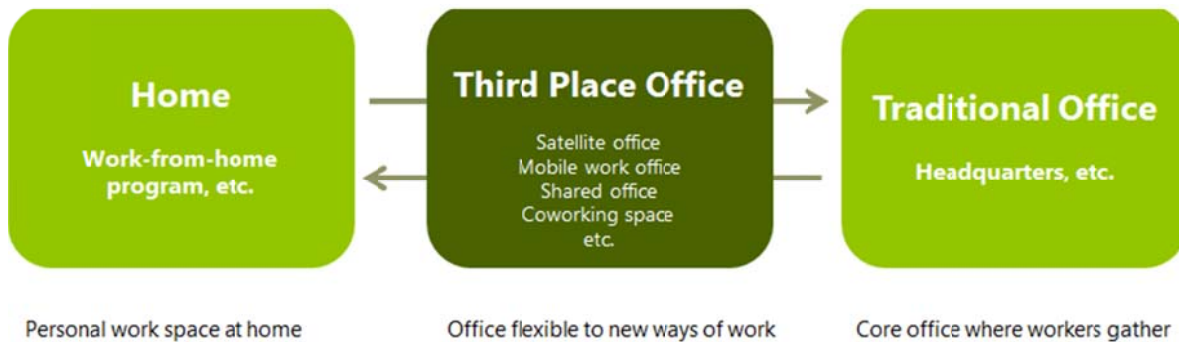 Home
Work-from-home
program, etc.
Third Place Office
Satellite office
Mobile work office
Shared office
Coworking space
etc.
Traditional Office
Headquarters, etc.
Personal work space at home
Office flexible to new ways of work
Core office where workers gather